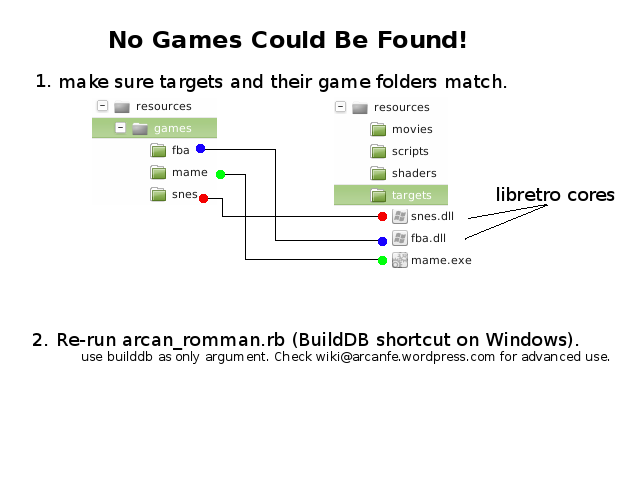 No Games Could Be Found!
1. make sure targets and their game folders match.
resources
games
fba
mame
snes
resources
movies
scripts
shaders
targets
snes.dll
fba.dll
mame.exe
libretro cores
2. Re-run arcan_romman.rb (BuildDB shortcut on Windows).
use builddb as only argument. Check wiki@arcanfe.wordpress.com for advanced use.